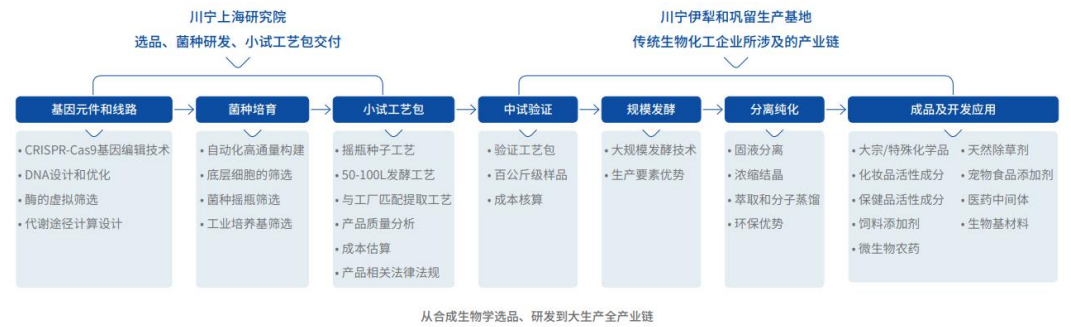 川宁上海研究院
选品、菌种研发、小试工艺包交付
川宁伊犁和巩留生产基地
传统生物化工企业所涉及的产业链
基因元件和线路
• CRISPR-Cas9基因编辑技术
• DNA设计和优化
• 酶的虚拟筛选
• 代谢途径计算设计
菌种培育
• 自动化高通量构建
• 底层细胞的筛选
• 菌种摇瓶筛选
• 工业培养基筛选
小试工艺包
• 摇瓶种子工艺
• 50-100L发酵工艺
• 与工厂匹配提取工艺
• 产品质量分析
• 成本估算
• 产品相关法律法规
中试验证
• 验证工艺包
• 百公斤级样品
• 成本核算
规模发酵
• 大规模发酵技术
• 生产要素优势
分离纯化
• 固液分离
• 浓缩结晶
• 萃取和分子蒸馏
• 环保优势
成品及开发应用
• 大宗/特殊化学品
• 化妆品活性成分
• 保健品活性成分
• 饲料添加剂
• 微生物农药
• 天然除草剂
• 宠物食品添加剂
• 医药中间体
• 生物基材料
从合成生物学选品、研发到大生产全产业链